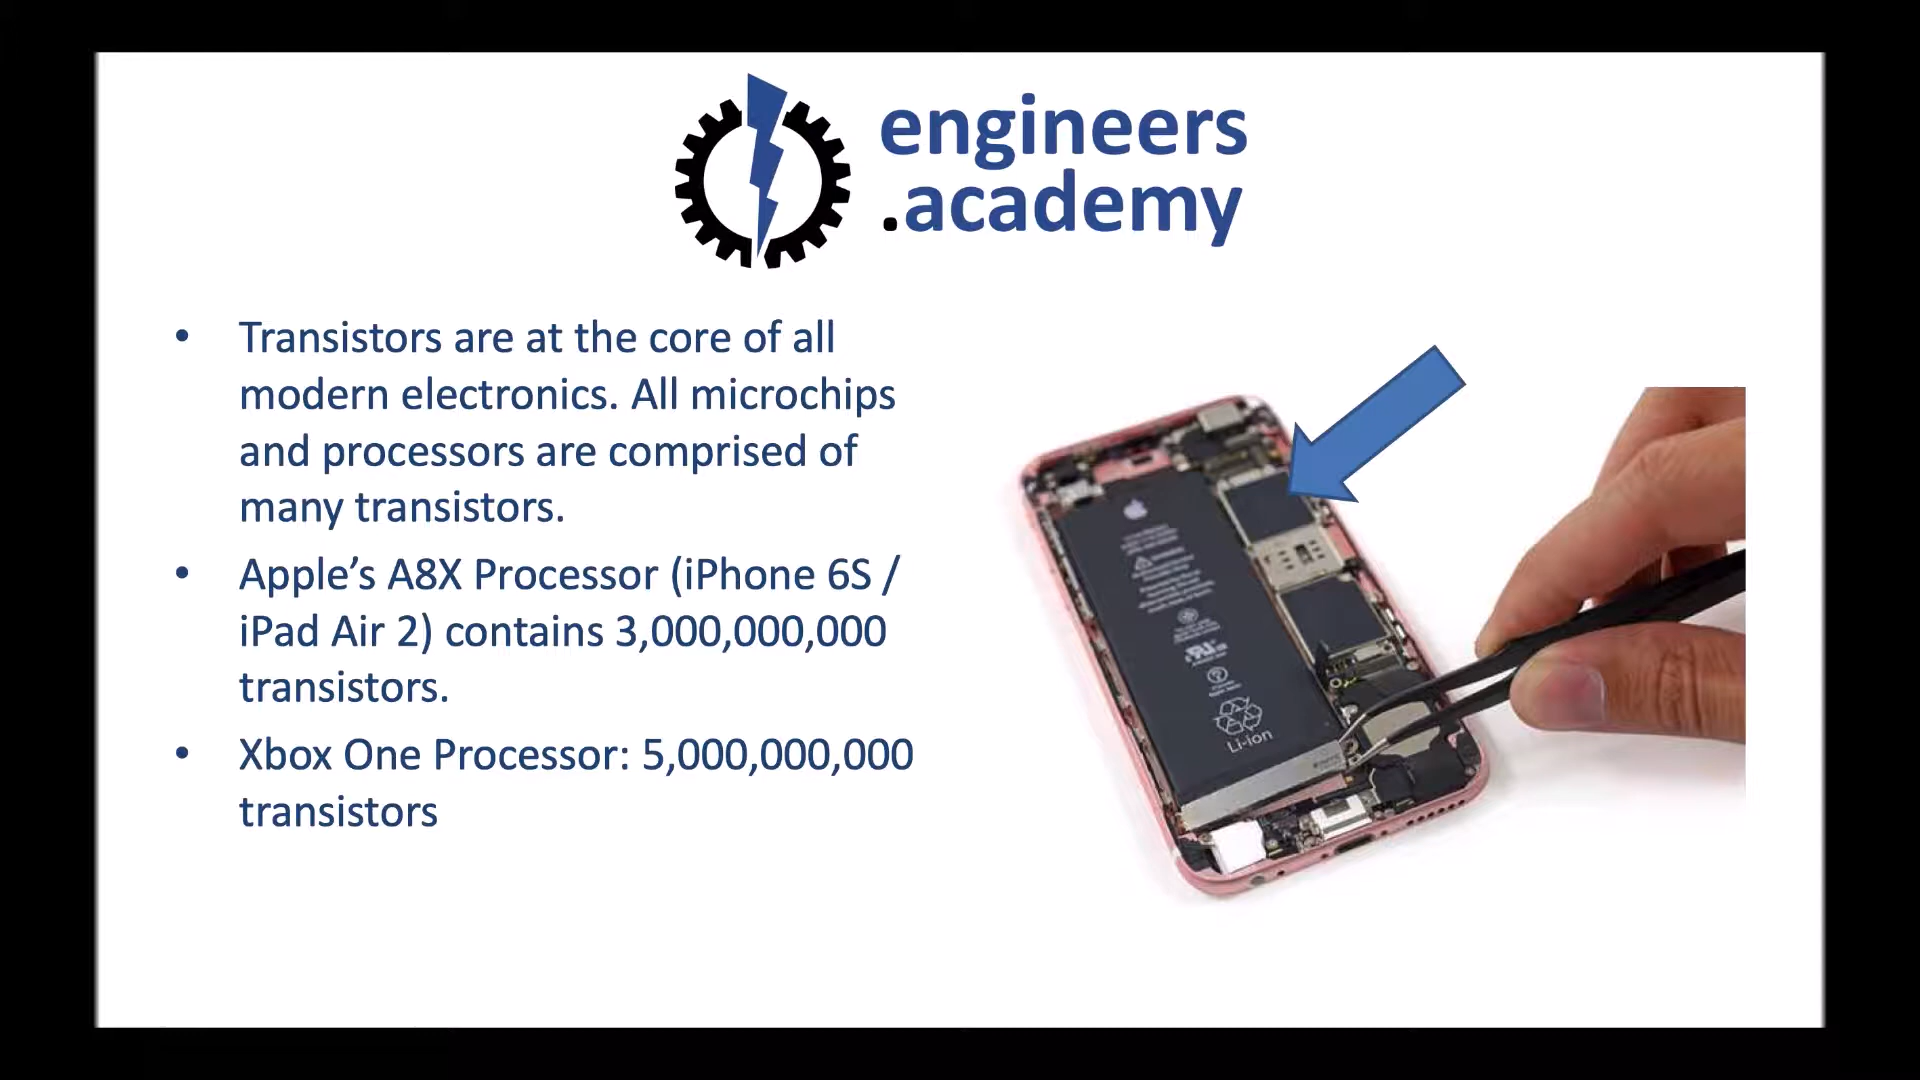 engineers
.academy
• Transistors are at the core of all
modern electronics. All microchips
and processors are comprised of
many transistors.
• Apple’s A8X Processor (iPhone 6S /
iPad Air 2) contains 3,000,000,000
transistors.
• Xbox One Processor: 5,000,000,000
transistors
Li-ion